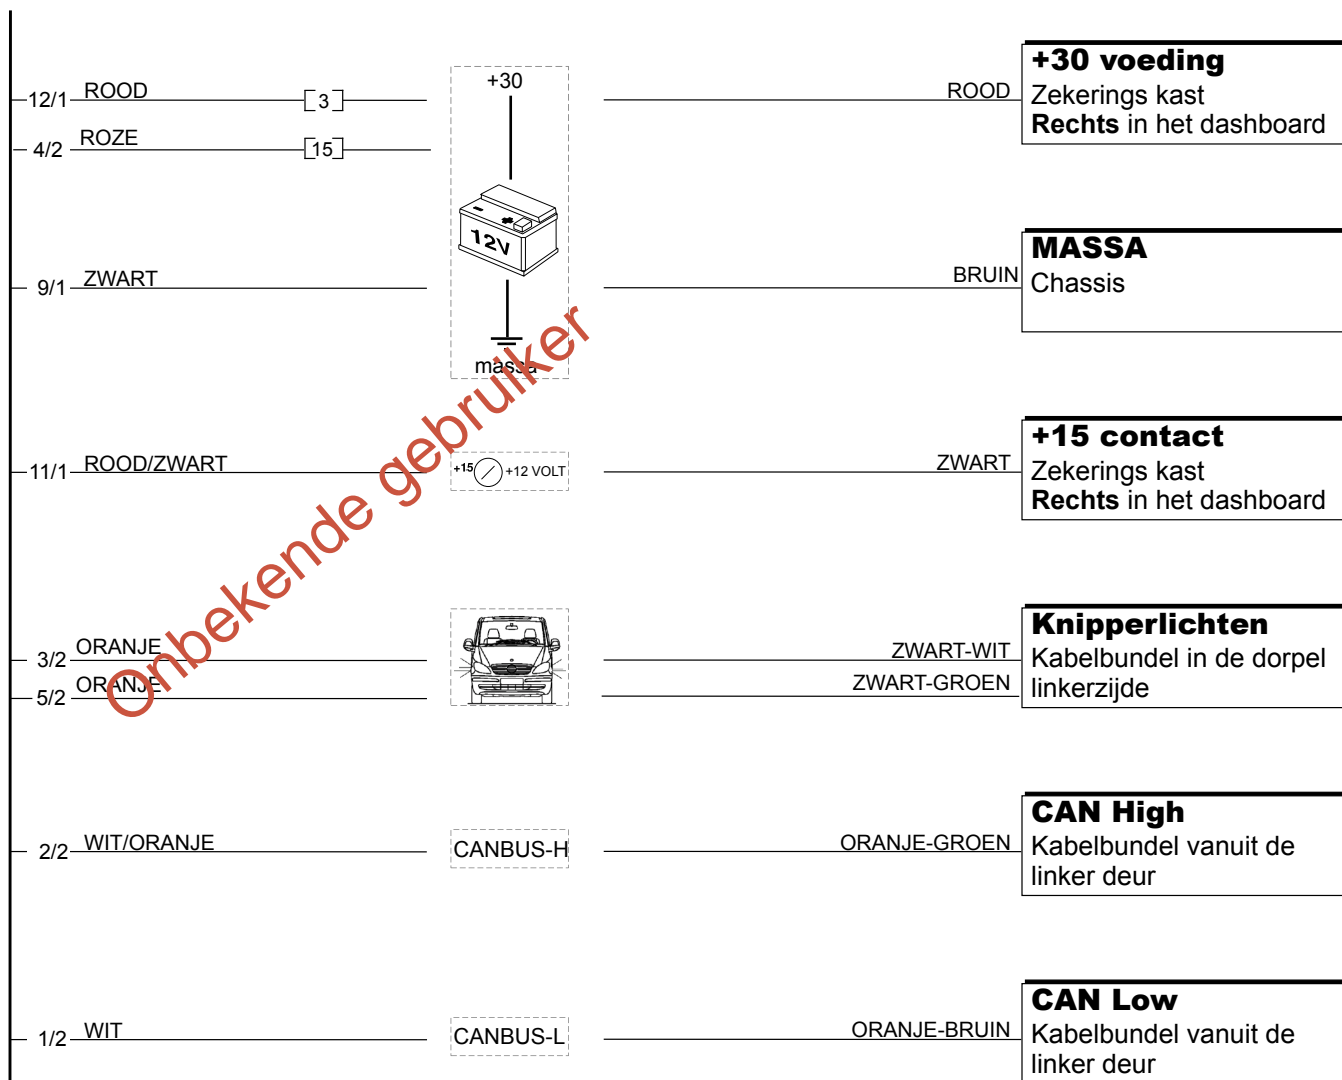 +30 voeding
Zekerings kast
Rechts in het dashboard
12/1 ROOD [3] +30 ROOD
4/2 ROZE [15]
12V
MASSA
Chassis
9/1 ZWART BRUIN
massa
+15 contact
Zekerings kast
Rechts in het dashboard
11/1 ROOD/ZWART +15 +12 VOLT ZWART
Onbekende gebruiker
Knipperlichten
Kabelbundel in de dorpel
linkerzijde
3/2 ORANJE ZWART-WIT
5/2 ORANJE ZWART-GROEN
CAN High
Kabelbundel vanuit de
linker deur
2/2 WIT/ORANJE CANBUS-H ORANJE-GROEN
CAN Low
Kabelbundel vanuit de
linker deur
1/2 WIT CANBUS-L ORANJE-BRUIN